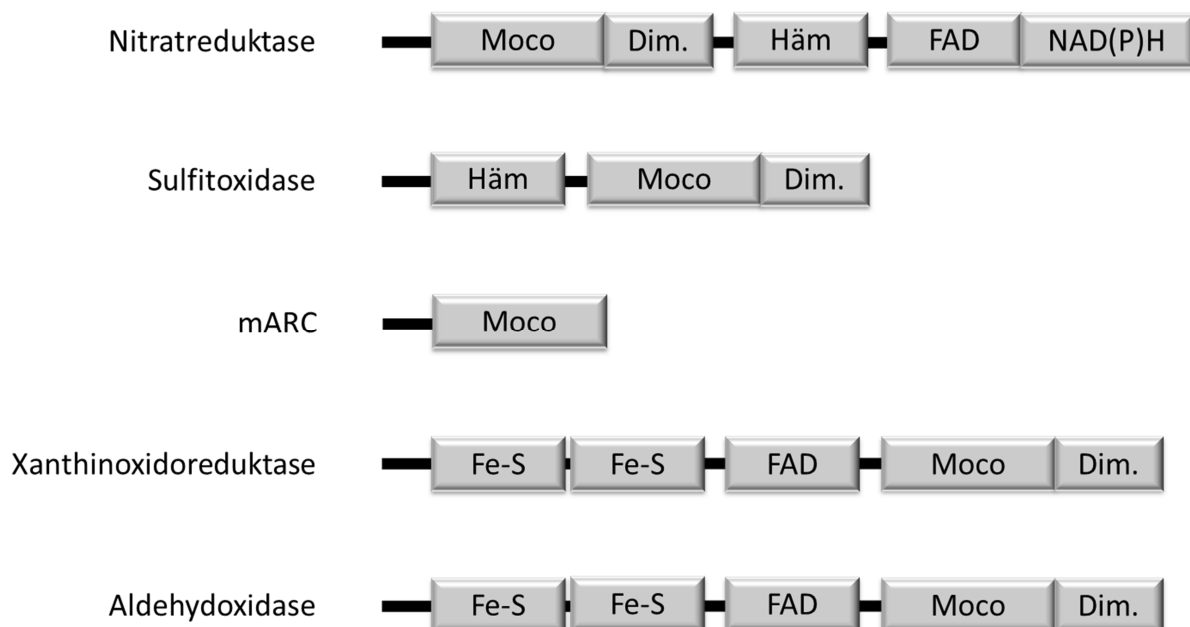 Nitratreduktase Moco Dim. Häm FAD NAD(P)H
Sulfitoxidase Häm Moco Dim.
mARC Moco
Xanthinoxidoreduktase Fe-S Fe-S FAD Moco Dim.
Aldehydoxidase Fe-S Fe-S FAD Moco Dim.